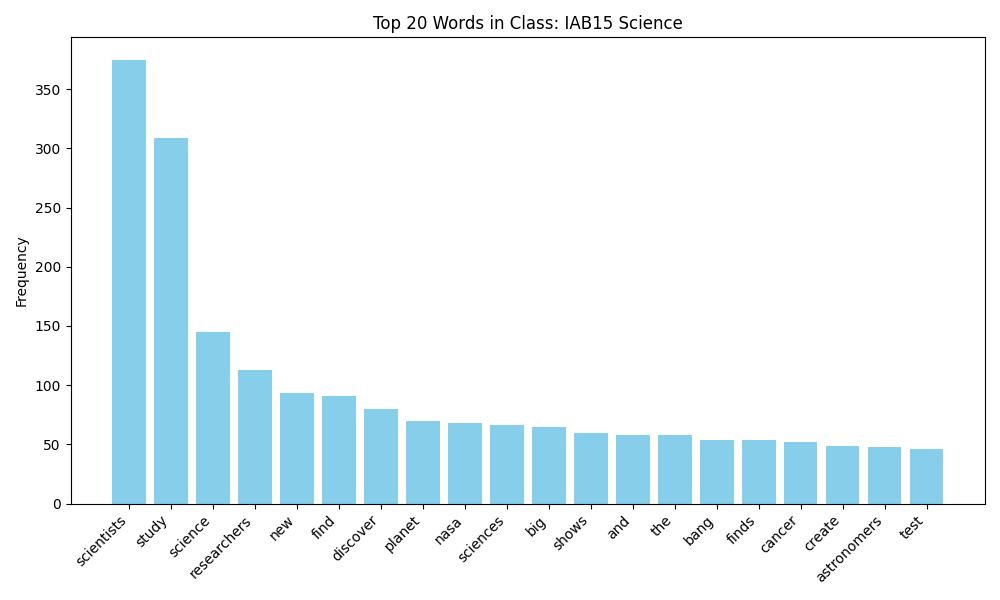 Top 20 Words in Class: IAB15 Science
Frequency
350
300
250
200
150
100
50
0
scientists
study
science
researchers
new
find
discover
planet
nasa
sciences
big
shows
and
the
bang
finds
cancer
create
astronomers
test